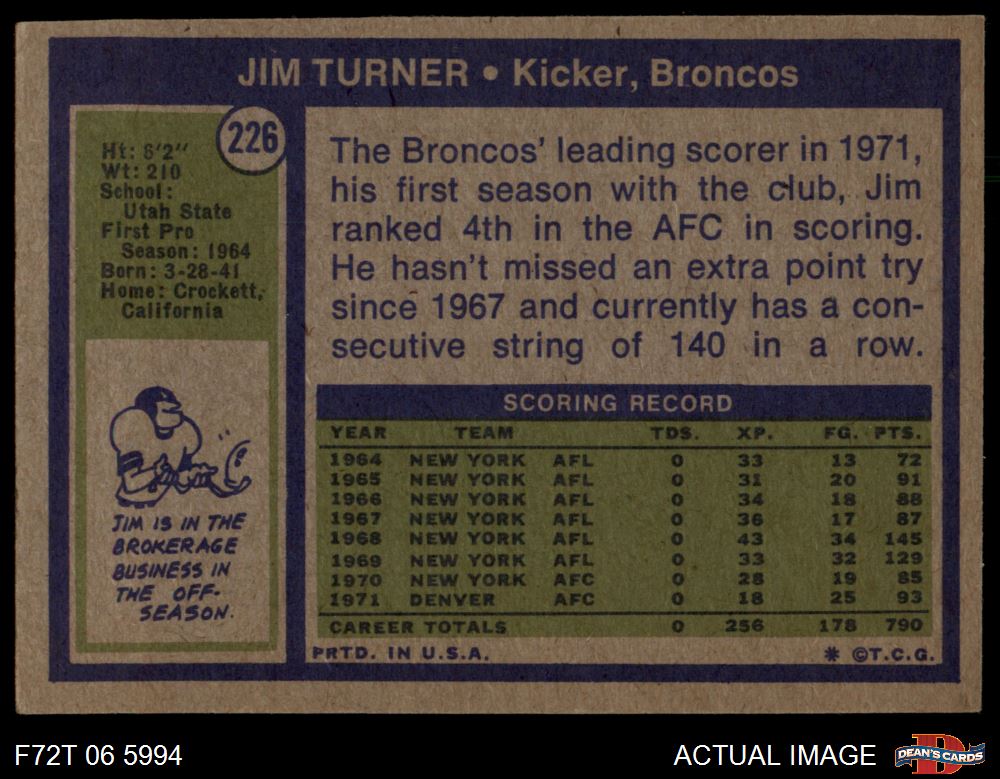 JIM TURNER • Kicker, Broncos
226
Ht: 6'2"
Wt: 210
School:
Utah State
First Pro
Season: 1964
Born: 3-28-41
Home: Crockett,
California
JIM IS IN THE
BROKERAGE
BUSINESS IN
THE OFF-
SEASON.
The Broncos' leading scorer in 1971,
his first season with the club, Jim
ranked 4th in the AFC in scoring.
He hasn't missed an extra point try
since 1967 and currently has a con-
secutive string of 140 in a row.
SCORING RECORD
YEAR TEAM TDS. XP. FG. PTS.
1964 NEW YORK AFL 0 33 13 72
1965 NEW YORK AFL 0 31 20 91
1966 NEW YORK AFL 0 34 18 88
1967 NEW YORK AFL 0 36 17 87
1968 NEW YORK AFL 0 43 34 145
1969 NEW YORK AFL 0 33 32 129
1970 NEW YORK AFC 0 28 19 85
1971 DENVER AFC 0 18 25 93
CAREER TOTALS 0 256 178 790
PRTD. IN U.S.A. * ©T.C.G.
F72T 06 5994 ACTUAL IMAGE DEAN'S CARDS